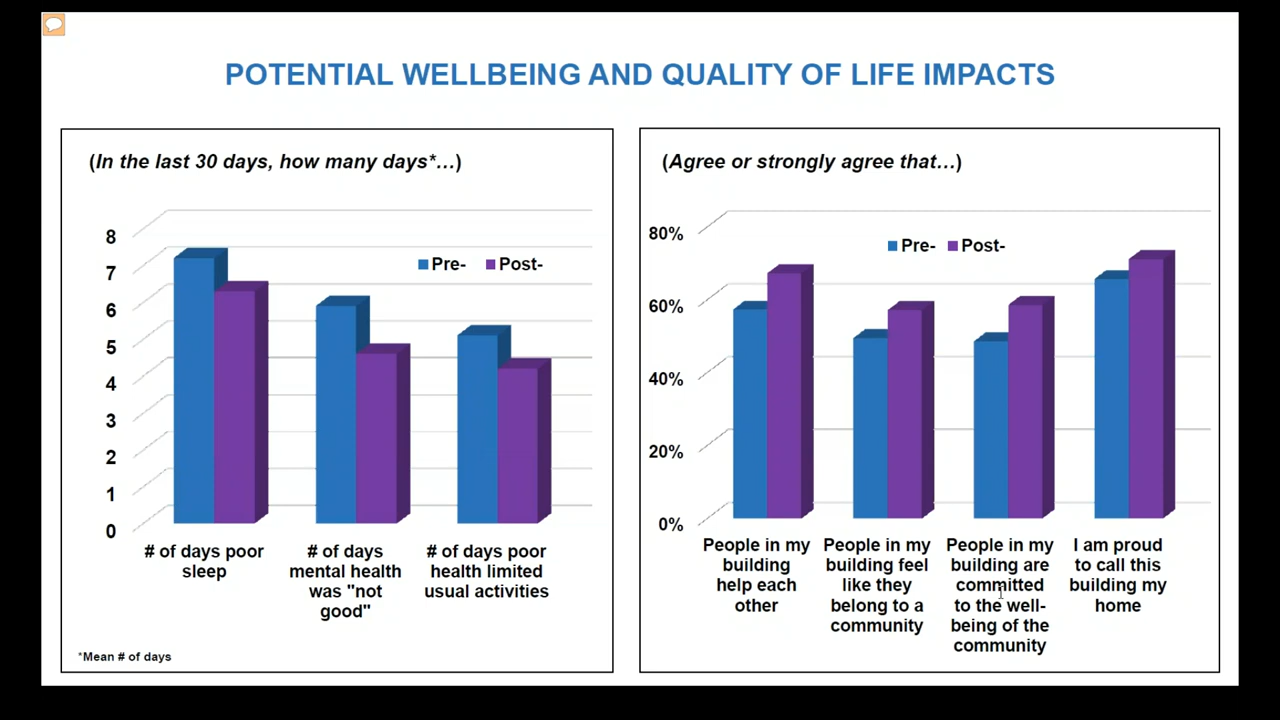 POTENTIAL WELLBEING AND QUALITY OF LIFE IMPACTS
(In the last 30 days, how many days*…)
8
7
6
5
4
3
2
1
0
Pre-
Post-
# of days poor
sleep
# of days
mental health
was "not
good"
# of days poor
health limited
usual activities
*Mean # of days
(Agree or strongly agree that…)
80%
60%
40%
20%
0%
Pre-
Post-
People in my
building
help each
other
People in my
building feel
like they
belong to a
community
People in my
building are
committed
to the well-
being of the
community
I am proud
to call this
building my
home